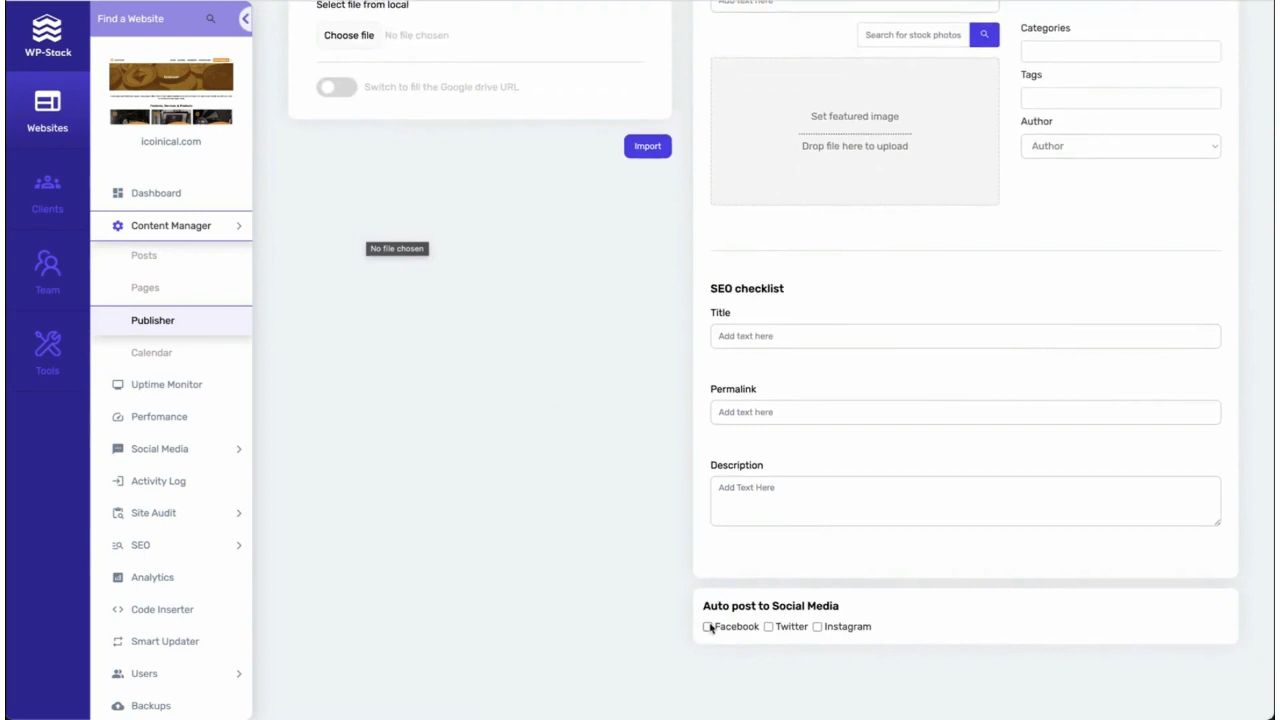 WP-Stack
Websites
Clients
Team
Tools
Find a Website
icoinical.com
Dashboard
Content Manager
Posts
Pages
Publisher
Calendar
Uptime Monitor
Perfomance
Social Media
Activity Log
Site Audit
SEO
Analytics
Code Inserter
Smart Updater
Users
Backups
Select file from local
Choose file No file chosen
Switch to fill the Google drive URL
Import
No file chosen
Add text here
Search for stock photos
Set featured image
Drop file here to upload
Categories
Tags
Author
Author
SEO checklist
Title
Add text here
Permalink
Add text here
Description
Add Text Here
Auto post to Social Media
Facebook Twitter Instagram